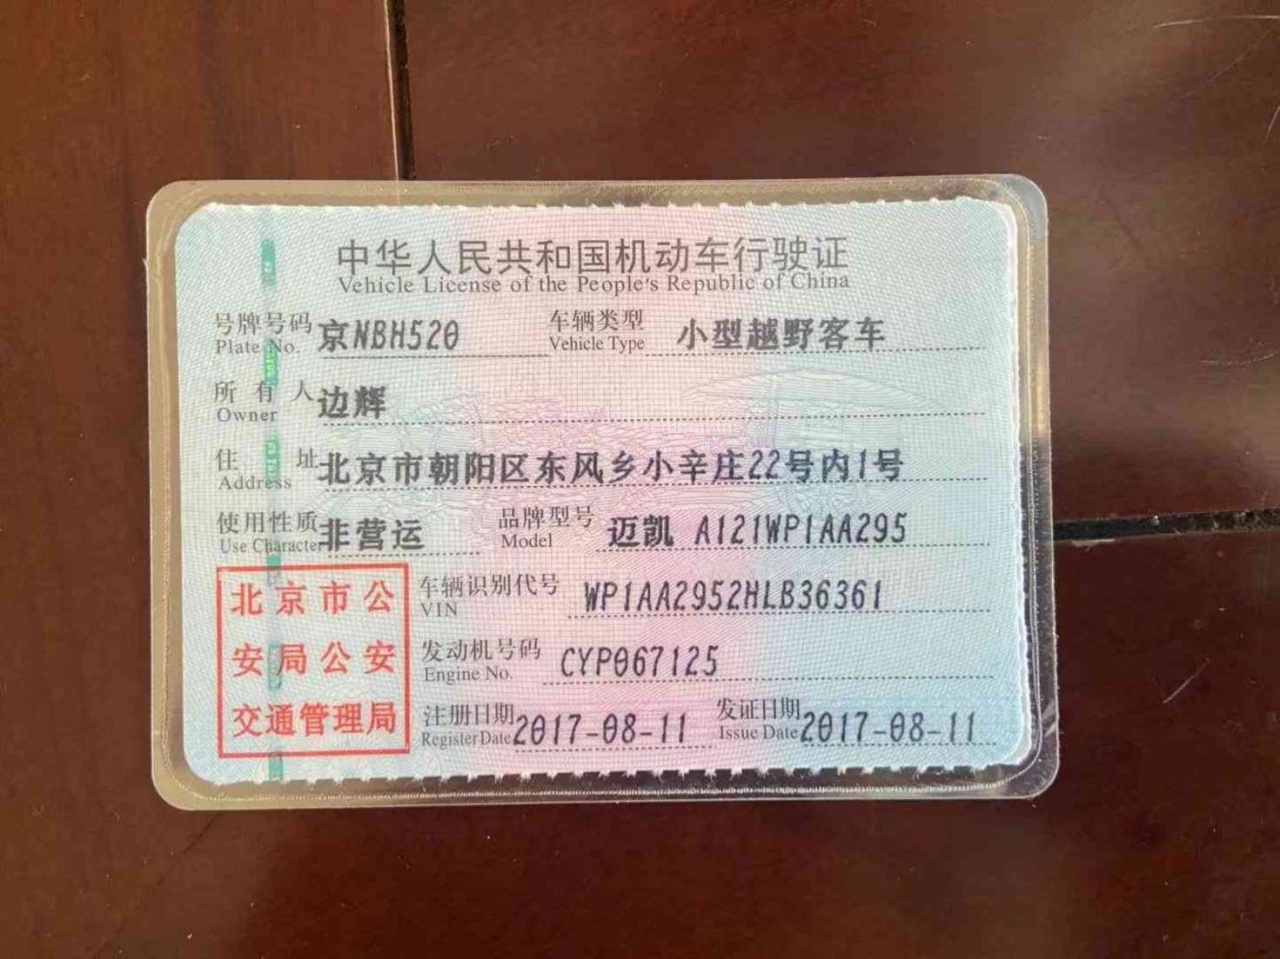 中华人民共和国机动车行驶证
Vehicle License of the People's Republic of China
号牌号码 京NBH520 车辆类型 小型越野客车
Plate No. Vehicle Type
所有人 边辉
Owner
住址 北京市朝阳区东风乡小辛庄22号内1号
Address
使用性质 非营运 品牌型号 迈凯 A121WP1AA295
Use Character Model
北京市公
安局公安
交通管理局
车辆识别代号 WP1AA2952HLB36361
VIN
发动机号码 CYP067125
Engine No.
注册日期 2017-08-11 发证日期 2017-08-11
Register Date Issue Date